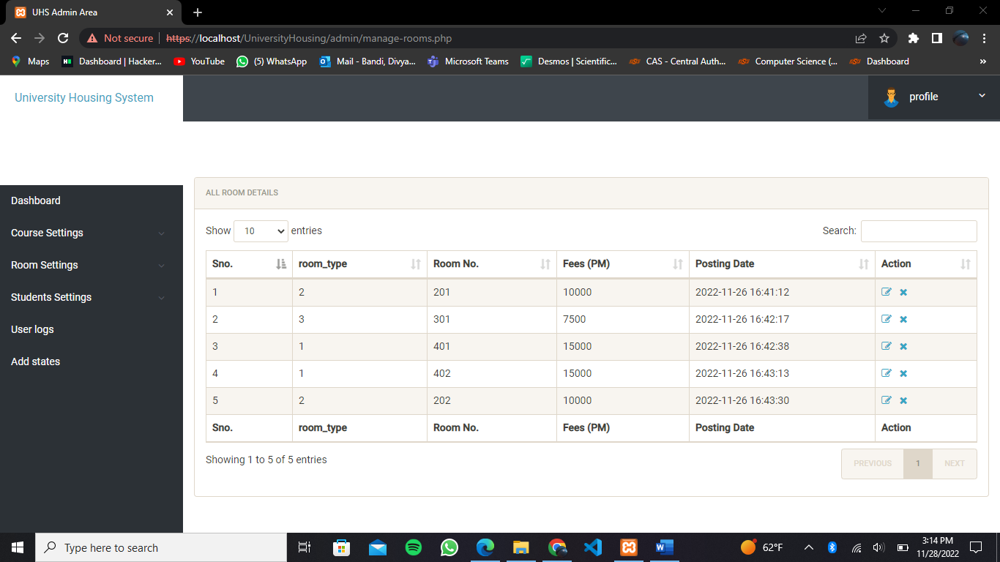 UHS Admin Area
Not secure https://localhost/UniversityHousing/admin/manage-rooms.php
Maps Dashboard | Hacker... YouTube (5) WhatsApp Mail - Bandi, Divya... Microsoft Teams Desmos | Scientific... CAS - Central Auth... Computer Science (... Dashboard »
University Housing System
profile
Dashboard
Course Settings
Room Settings
Students Settings
User logs
Add states
ALL ROOM DETAILS
Show 10 entries Search:
Sno. room_type Room No. Fees (PM) Posting Date Action
1 2 201 10000 2022-11-26 16:41:12
2 3 301 7500 2022-11-26 16:42:17
3 1 401 15000 2022-11-26 16:42:38
4 1 402 15000 2022-11-26 16:43:13
5 2 202 10000 2022-11-26 16:43:30
Sno. room_type Room No. Fees (PM) Posting Date Action
Showing 1 to 5 of 5 entries PREVIOUS 1 NEXT
Type here to search 62°F 3:14 PM
11/28/2022